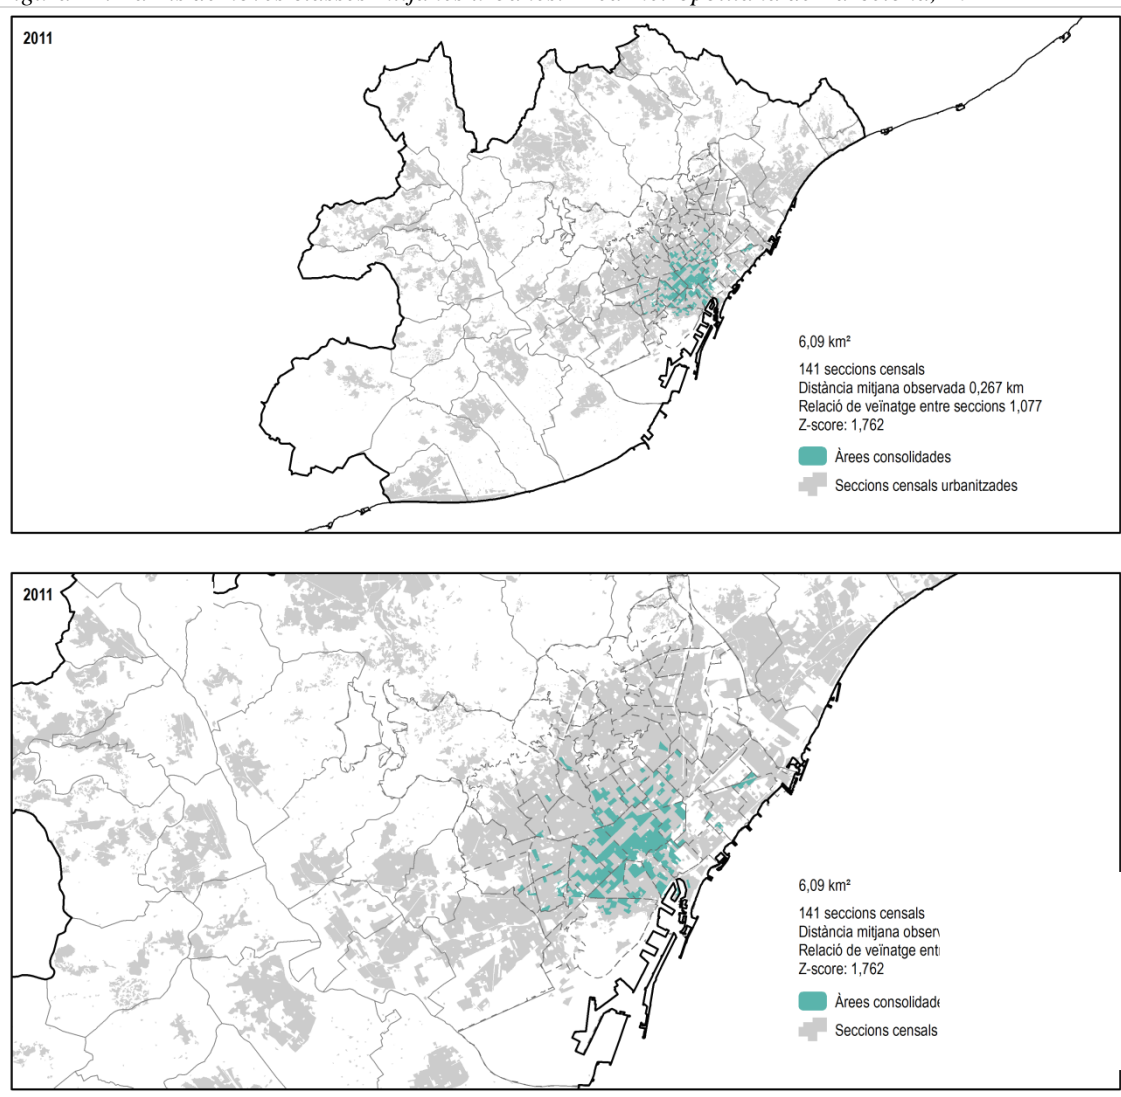 2011
6,09 km²
141 seccions censals
Distància mitjana observada 0,267 km
Relació de veïnatge entre seccions 1,077
Z-score: 1,762
Àrees consolidades
Seccions censals urbanitzades
2011
6,09 km²
141 seccions censals
Distància mitjana obser
Relació de veïnatge ent
Z-score: 1,762
Àrees consolidad
Seccions censals